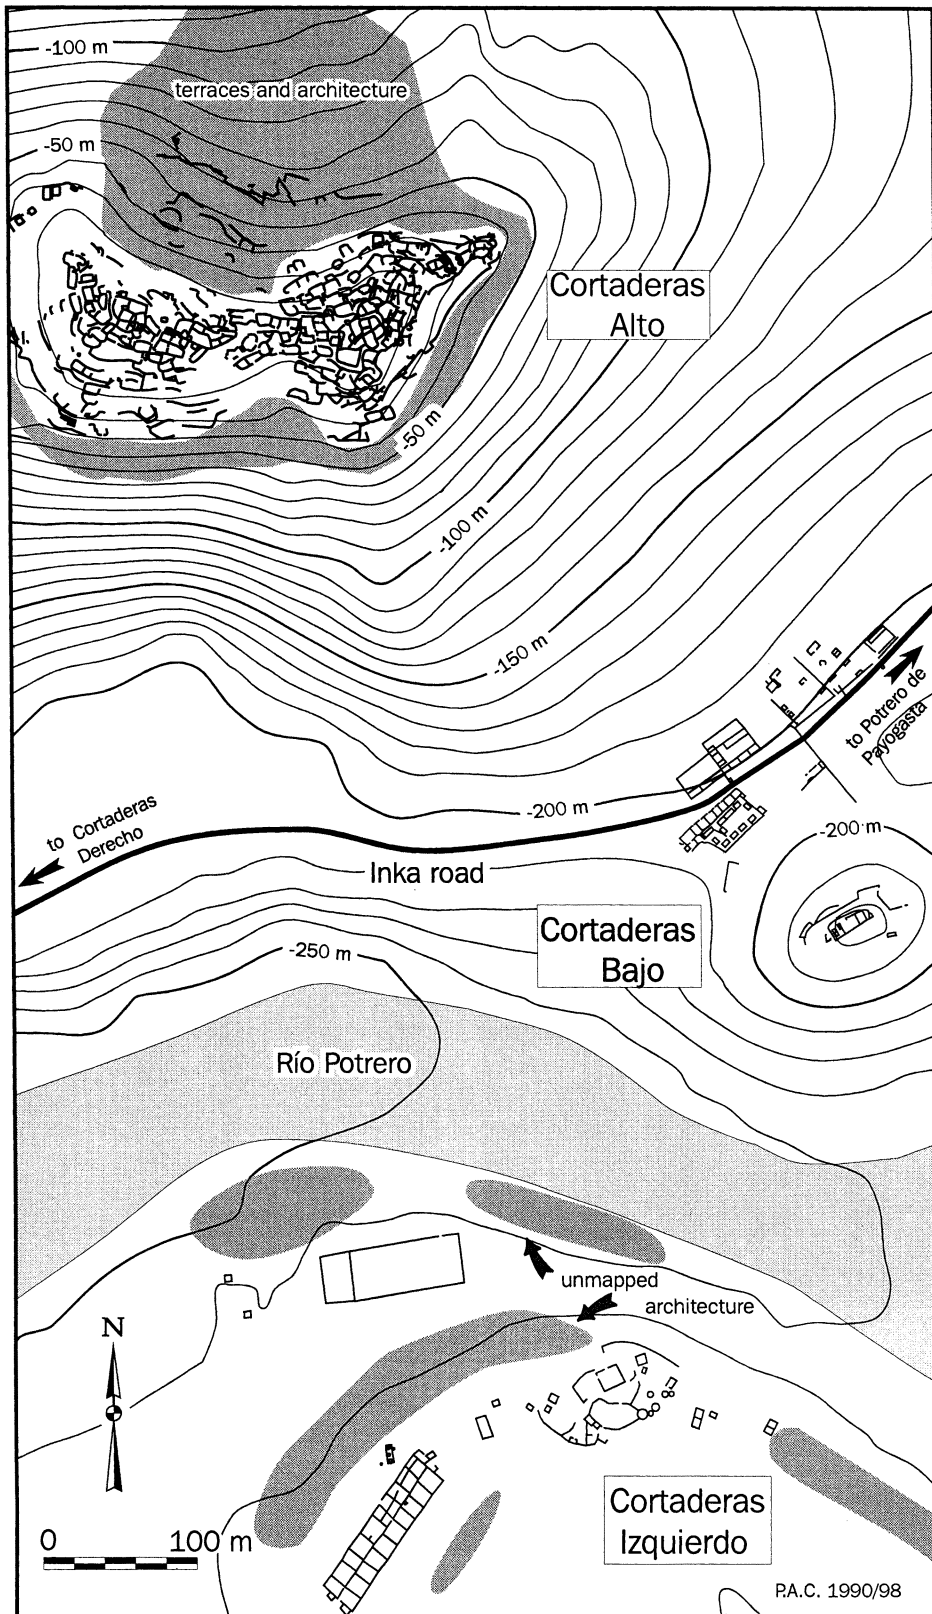 -100 m
terraces and architecture
-50 m
Cortaderas
Alto
-50 m
-100 m
-150 m
to Potrero de
Payogasta
-200 m
to Cortaderas
Derecho
-200 m
Inka road
Cortaderas
Bajo
-250 m
Río Potrero
unmapped
architecture
N
Cortaderas
Izquierdo
0 100 m
P.A.C. 1990/98